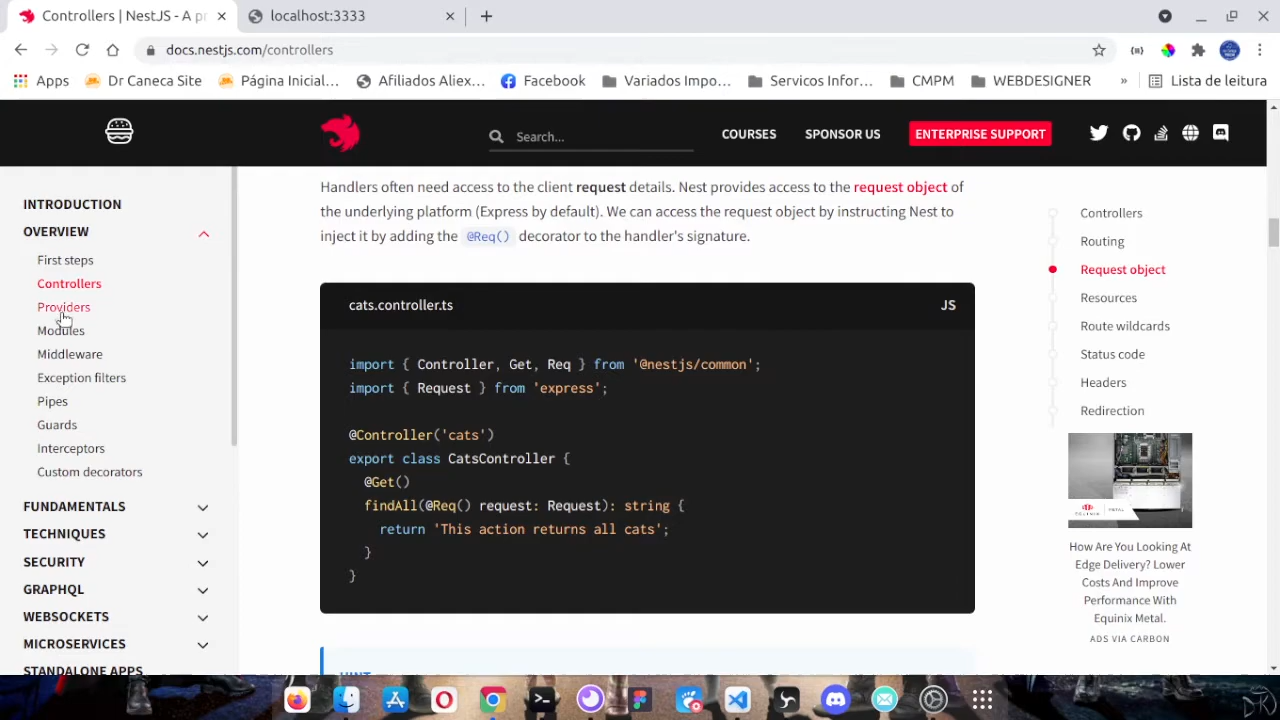 Controllers | NestJS - A pr
localhost:3333
docs.nestjs.com/controllers
Apps
Dr Caneca Site
Página Inicial...
Afiliados Aliex...
Facebook
Variados Impo...
Servicos Infor...
CMPM
WEBDESIGNER
»
Lista de leitura
Search...
COURSES
SPONSOR US
ENTERPRISE SUPPORT
INTRODUCTION
OVERVIEW
First steps
Controllers
Providers
Modules
Middleware
Exception filters
Pipes
Guards
Interceptors
Custom decorators
FUNDAMENTALS
TECHNIQUES
SECURITY
GRAPHQL
WEBSOCKETS
MICROSERVICES
STANDALONE APPS
Handlers often need access to the client request details. Nest provides access to the request object of
the underlying platform (Express by default). We can access the request object by instructing Nest to
inject it by adding the @Req() decorator to the handler's signature.
cats.controller.ts
JS
import { Controller, Get, Req } from '@nestjs/common';
import { Request } from 'express';
@Controller('cats')
export class CatsController {
@Get()
findAll(@Req() request: Request): string {
return 'This action returns all cats';
}
}
Controllers
Routing
Request object
Resources
Route wildcards
Status code
Headers
Redirection
How Are You Looking At
Edge Delivery? Lower
Costs And Improve
Performance With
Equinix Metal.
ADS VIA CARBON